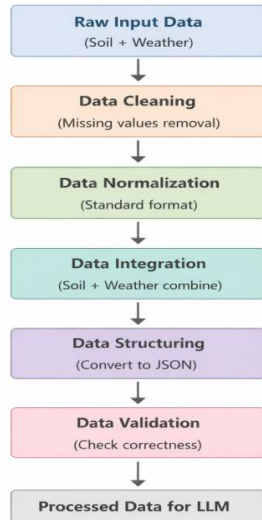 Raw Input Data
(Soil + Weather)
Data Cleaning
(Missing values removal)
Data Normalization
(Standard format)
Data Integration
(Soil + Weather combine)
Data Structuring
(Convert to JSON)
Data Validation
(Check correctness)
Processed Data for LLM